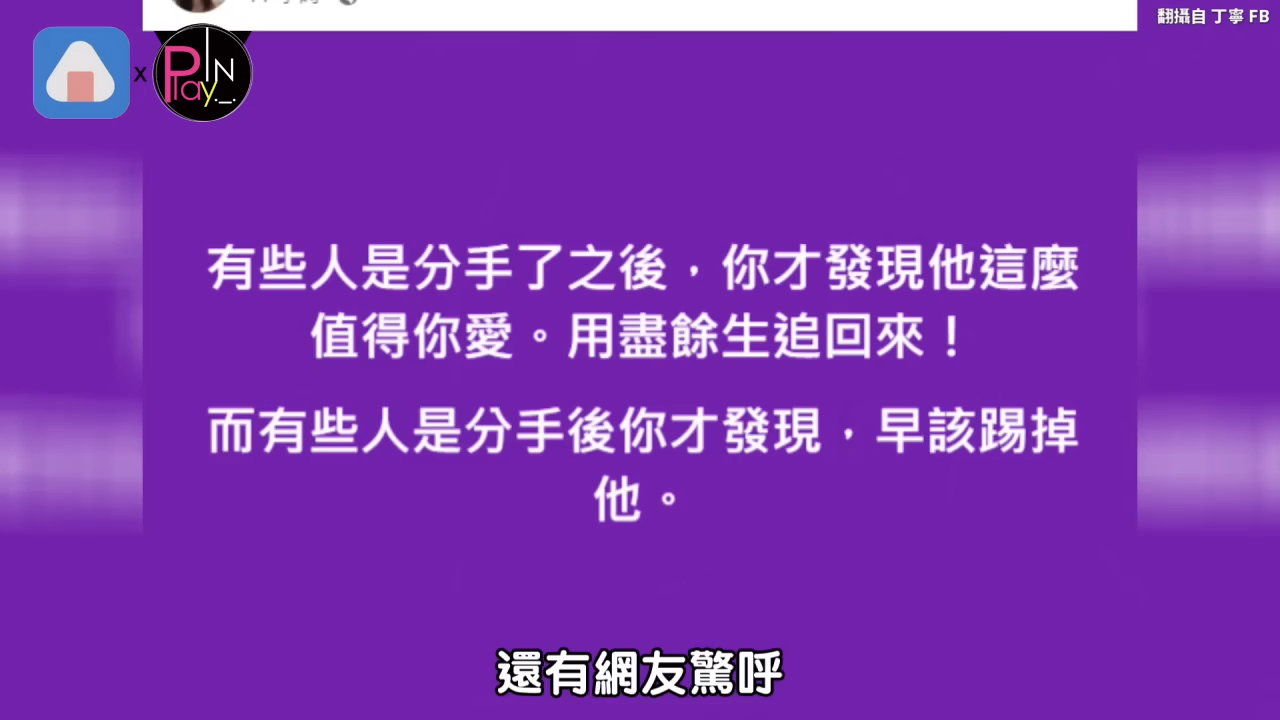 翻攝自 丁寧 FB
x
PlayIN._.
有些人是分手了之後，你才發現他這麼
值得你愛。用盡餘生追回來！
而有些人是分手後你才發現，早該踢掉
他。
還有網友驚呼